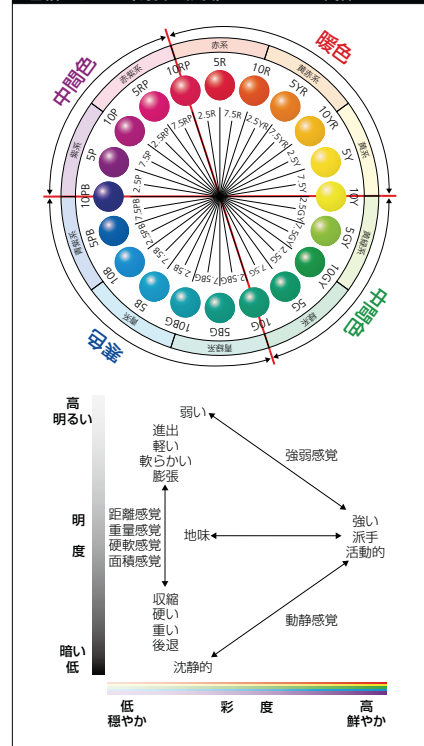 赤系
黄赤系
黄系
黄緑系
緑系
青緑系
青系
青紫系
紫系
赤紫系
暖色
中間色
寒色
中間色
5R
10R
5YR
10YR
5Y
10Y
5GY
10GY
5G
10G
5BG
10BG
5B
10B
5PB
10PB
5P
10P
5RP
10RP
2.5R
7.5R
2.5YR
7.5YR
2.5Y
7.5Y
2.5GY
7.5GY
2.5G
7.5G
2.5BG
7.5BG
2.5B
7.5B
2.5PB
7.5PB
2.5P
7.5P
2.5RP
7.5RP
高
明るい
弱い
進出
軽い
軟らかい
膨張
強弱感覚
明
度
距離感覚
重量感覚
硬軟感覚
面積感覚
地味
強い
派手
活動的
収縮
硬い
重い
後退
動静感覚
暗い
低
沈静的
低
穏やか
彩 度
高
鮮やか